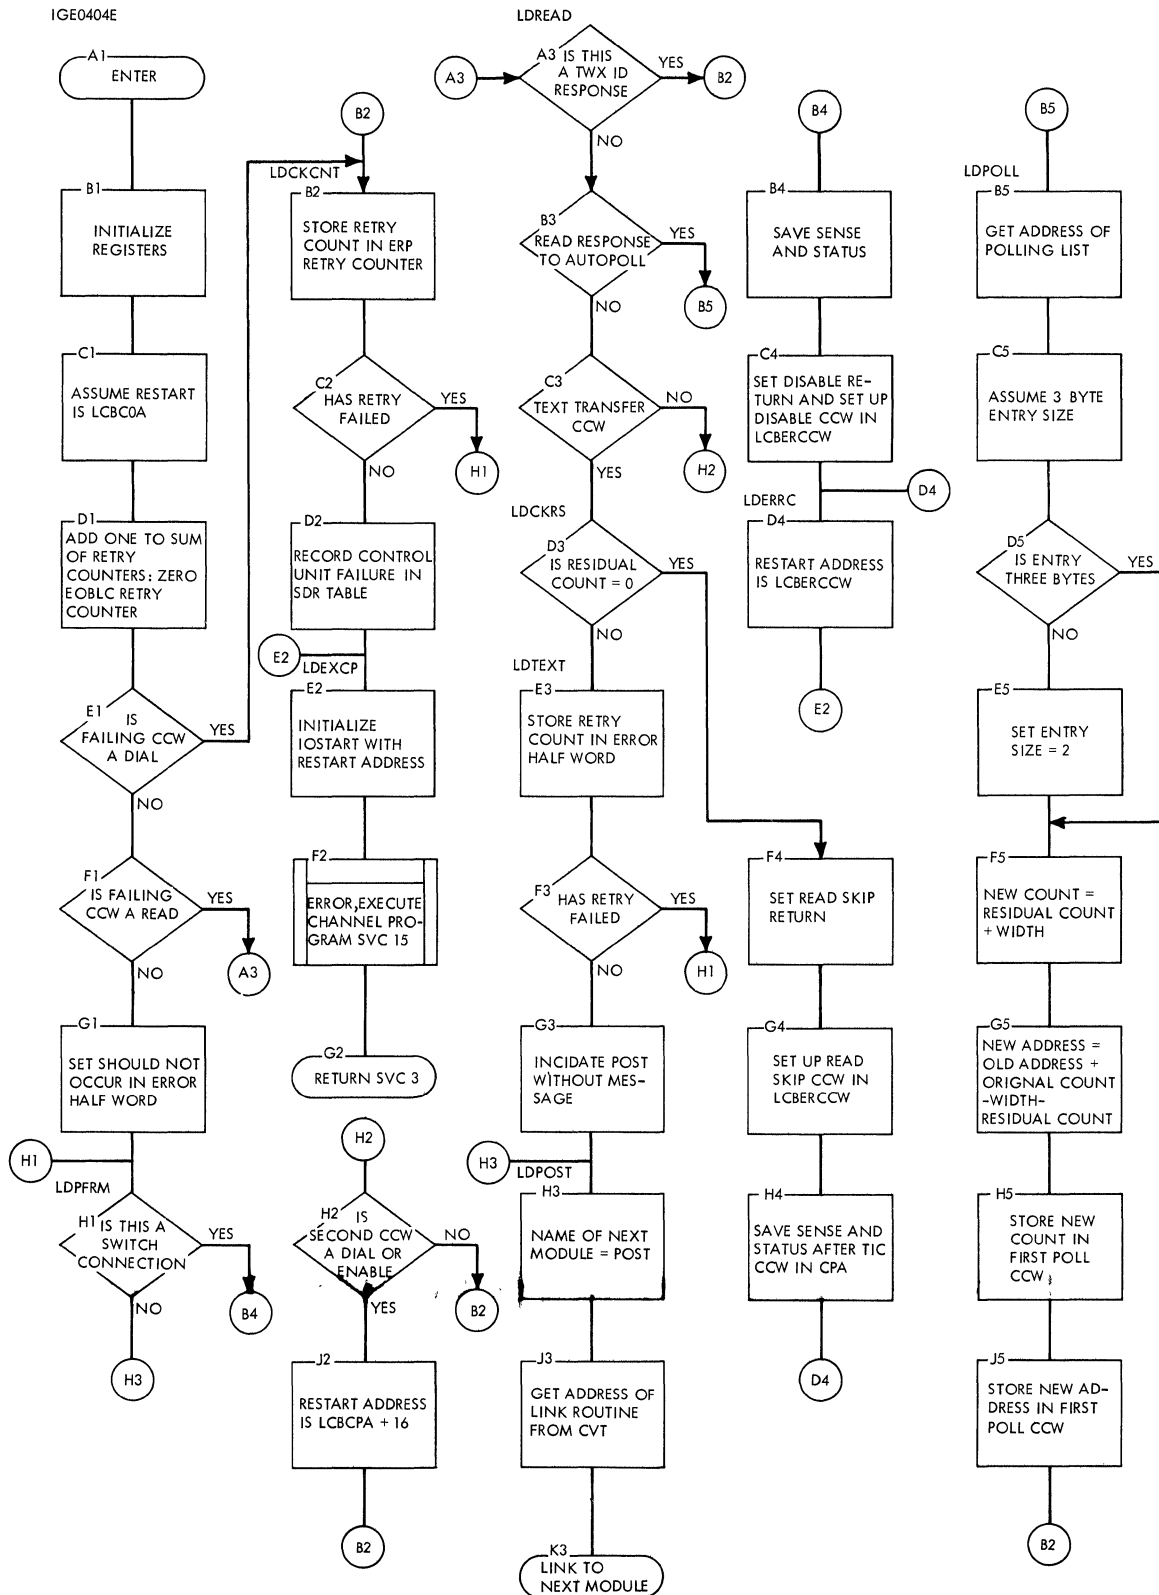 IGE0404E
A1
ENTER
B1
INITIALIZE
REGISTERS
C1
ASSUME RESTART
IS LCBC0A
D1
ADD ONE TO SUM
OF RETRY
COUNTERS: ZERO
EOBLC RETRY
COUNTER
E1
IS
FAILING CCW
A DIAL
YES
NO
F1
IS FAILING
CCW A READ
YES
A3
NO
G1
SET SHOULD NOT
OCCUR IN ERROR
HALF WORD
H1
LDPFRM
H1
IS THIS A
SWITCH
CONNECTION
YES
B4
NO
H3
B2
LDCKCNT
B2
STORE RETRY
COUNT IN ERP
RETRY COUNTER
C2
HAS RETRY
FAILED
YES
H1
NO
D2
RECORD CONTROL
UNIT FAILURE IN
SDR TABLE
E2
LDEXCP
E2
INITIALIZE
IOSTART WITH
RESTART ADDRESS
F2
ERROR,EXECUTE
CHANNEL PRO-
GRAM SVC 15
G2
RETURN SVC 3
H2
H2
IS
SECOND CCW
A DIAL OR
ENABLE
NO
B2
YES
J2
RESTART ADDRESS
IS LCBCPA + 16
B2
LDREAD
A3
A3
IS THIS
A TWX ID
RESPONSE
YES
B2
NO
B3
READ RESPONSE
TO AUTOPOLL
YES
B5
NO
C3
TEXT TRANSFER
CCW
NO
H2
YES
LDCKRS
D3
IS RESIDUAL
COUNT = 0
YES
NO
LDTEXT
E3
STORE RETRY
COUNT IN ERROR
HALF WORD
F3
HAS RETRY
FAILED
YES
H1
NO
G3
INCIDATE POST
WITHOUT MES-
SAGE
H3
LDPOST
H3
NAME OF NEXT
MODULE = POST
J3
GET ADDRESS OF
LINK ROUTINE
FROM CVT
K3
LINK TO
NEXT MODULE
B4
B4
SAVE SENSE
AND STATUS
C4
SET DISABLE RE-
TURN AND SET UP
DISABLE CCW IN
LCBERCCW
D4
LDERRC
D4
RESTART ADDRESS
IS LCBERCCW
E2
F4
SET READ SKIP
RETURN
G4
SET UP READ
SKIP CCW IN
LCBERCCW
H4
SAVE SENSE AND
STATUS AFTER TIC
CCW IN CPA
D4
B5
LDPOLL
B5
GET ADDRESS OF
POLLING LIST
C5
ASSUME 3 BYTE
ENTRY SIZE
D5
IS ENTRY
THREE BYTES
YES
NO
E5
SET ENTRY
SIZE = 2
F5
NEW COUNT =
RESIDUAL COUNT
+ WIDTH
G5
NEW ADDRESS =
OLD ADDRESS +
ORIGNAL COUNT
-WIDTH-
RESIDUAL COUNT
H5
STORE NEW
COUNT IN
FIRST POLL
CCW
J5
STORE NEW AD-
DRESS IN FIRST
POLL CCW
B2